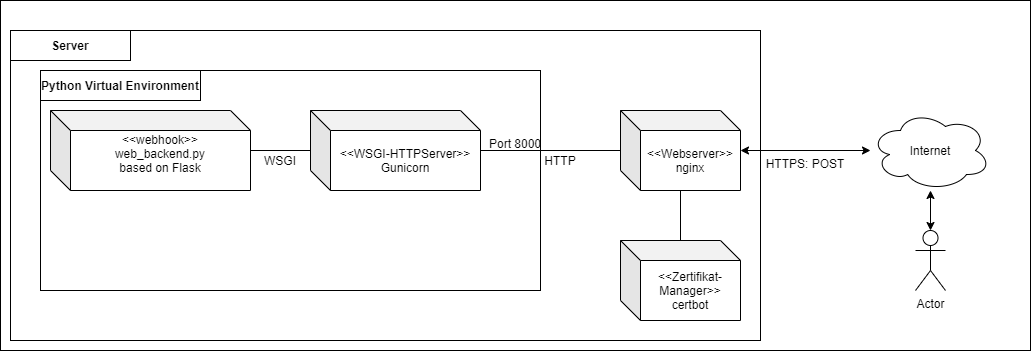 Server
Python Virtual Environment
<<webhook>>
web_backend.py
based on Flask
WSGI
<<WSGI-HTTPServer>>
Gunicorn
Port 8000
HTTP
<<Webserver>>
nginx
HTTPS: POST
Internet
<<Zertifikat-
Manager>>
certbot
Actor